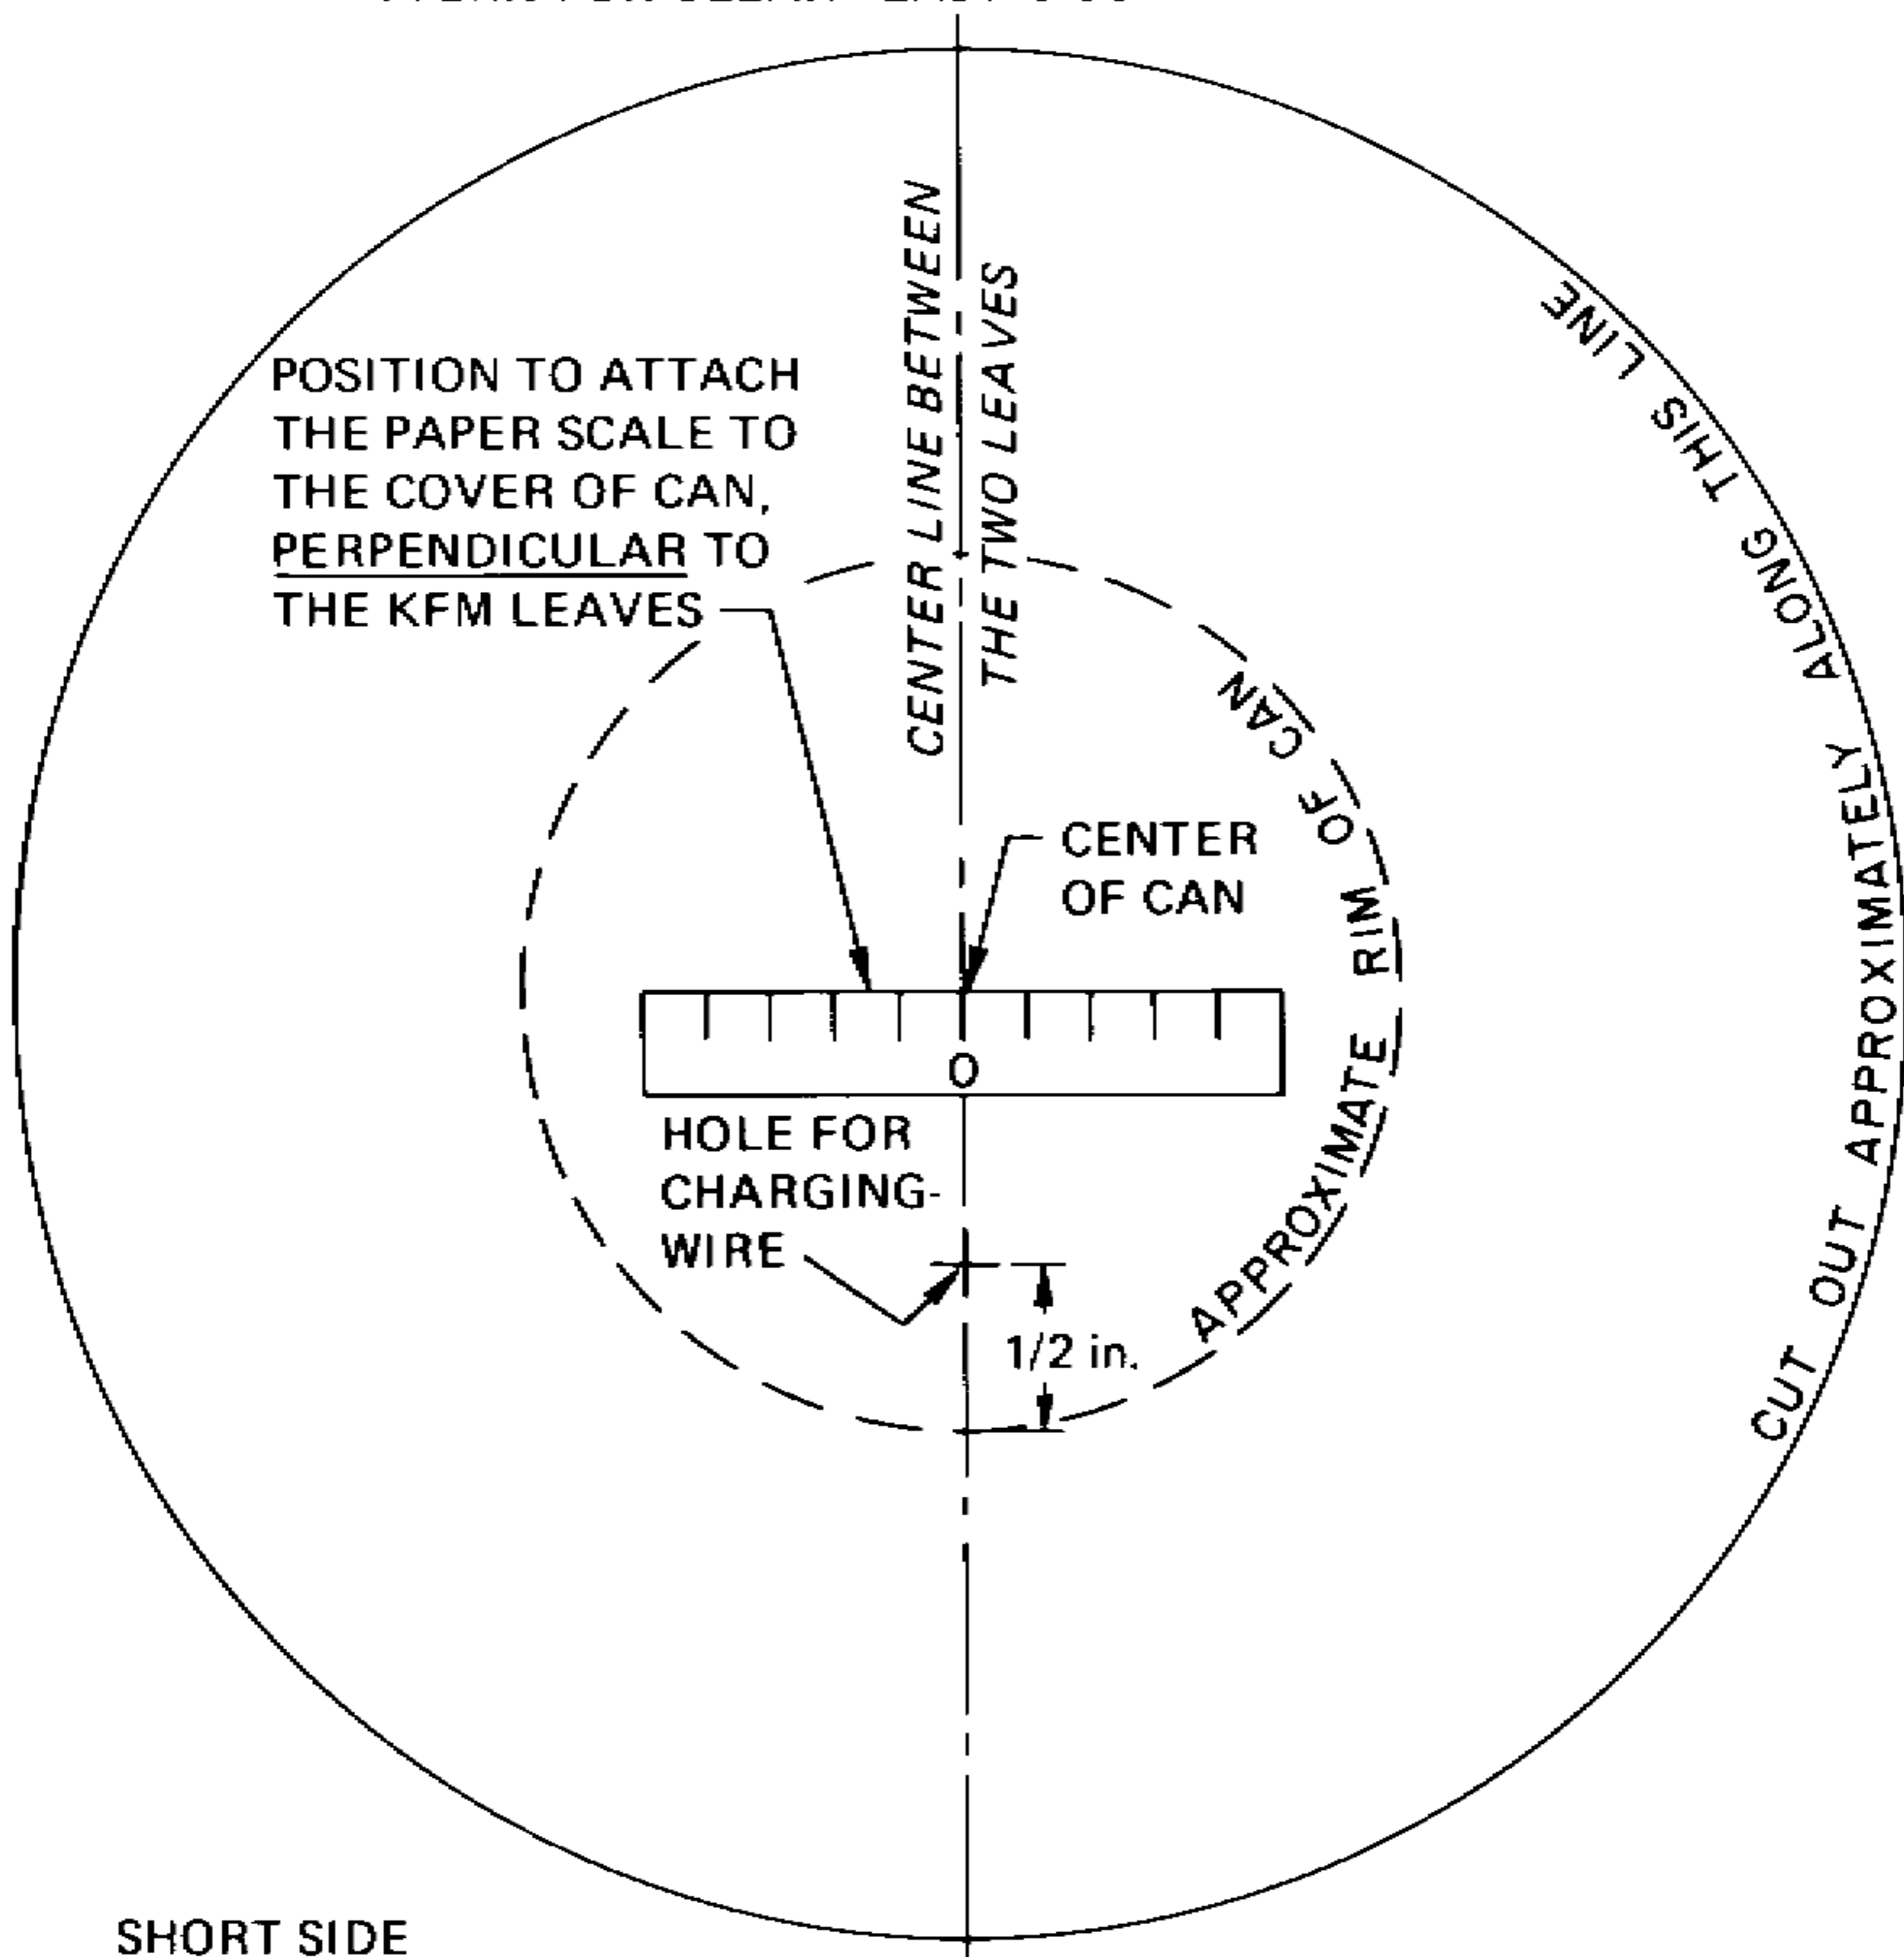 CENTER LINE BETWEEN
THE TWO LEAVES
POSITION TO ATTACH
THE PAPER SCALE TO
THE COVER OF CAN,
PERPENDICULAR TO
THE KFM LEAVES
CUT OUT APPROXIMATELY ALONG THIS LINE
APPROXIMATE RIM OF CAN
CENTER
OF CAN
0
HOLE FOR
CHARGING-
WIRE
1/2 in.
SHORT SIDE